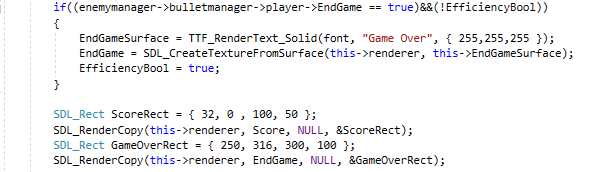 if((enemymanager->bulletmanager->player->EndGame == true)&&(!EfficiencyBool))
{
EndGameSurface = TTF_RenderText_Solid(font, "Game Over", { 255,255,255 });
EndGame = SDL_CreateTextureFromSurface(this->renderer, this->EndGameSurface);
EfficiencyBool = true;
}
SDL_Rect ScoreRect = { 32, 0 , 100, 50 };
SDL_RenderCopy(this->renderer, Score, NULL, &ScoreRect);
SDL_Rect GameOverRect = { 250, 316, 300, 100 };
SDL_RenderCopy(this->renderer, EndGame, NULL, &GameOverRect);